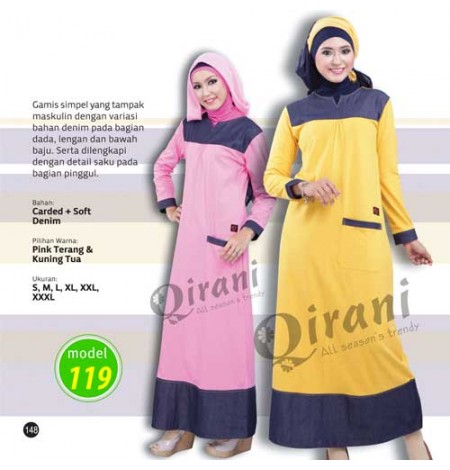 Gamis simpel yang tampak
maskulin dengan variasi
bahan denim pada bagian
dada, lengan dan bawah
baju. Serta dilengkapi
dengan detail saku pada
bagian pinggul.
Bahan:
Carded + Soft
Denim
Pilihan Warna:
Pink Terang &
Kuning Tua
Ukuran:
S, M, L, XL, XXL,
XXXL
model
119
148
Qirani
All season's trendy
Qirani
All season's trendy